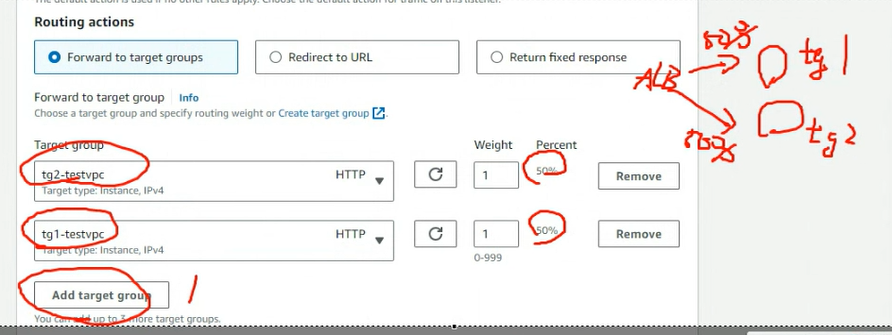 Routing actions
Forward to target groups
Redirect to URL
Return fixed response
Forward to target group Info
Choose a target group and specify routing weight or Create target group
Target group
Weight
Percent
tg2-testvpc
HTTP
1
50%
Remove
Target type: Instance, IPv4
tg1-testvpc
HTTP
1
50%
Remove
Target type: Instance, IPv4
0-999
Add target group
You can add up to 3 more target groups.
ALB
50%
tg 1
50%
tg2